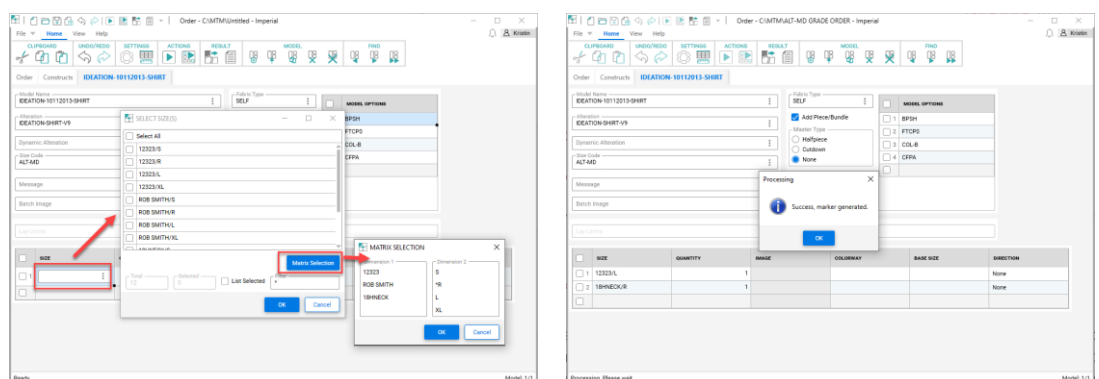 Order - C:\MTM\Untitled - Imperial
File Home View Help
Kristin
CLIPBOARD UNDO/REDO SETTINGS ACTIONS RESULT MODEL FIND
Order Constructs IDEATION-10112013-SHIRT
Model Name
IDEATION-10112013-SHIRT
Fabric Type
SELF
MODEL OPTIONS
Alteration
IDEATION-SHIRT-V9
BPSH
FTCPS
COL-B
CFPA
Dynamic Alteration
Size Code
ALT-MD
Message
Batch Image
SIZE
1
SELECT SIZE(S)
Select All
12323/S
12323/R
12323/L
12323/XL
ROB SMITH/S
ROB SMITH/R
ROB SMITH/L
ROB SMITH/XL
Matrix Selection
Total
12
Selected
0
List Selected
Filter
*
OK Cancel
MATRIX SELECTION
Dimension 1
12323
ROB SMITH
18HNECK
Dimension 2
S
*R
L
XL
OK Cancel
Ready
Model: 1/1
Order - C:\MTM\ALT-MD GRADE ORDER - Imperial
File Home View Help
Kristin
CLIPBOARD UNDO/REDO SETTINGS ACTIONS RESULT MODEL FIND
Order Constructs IDEATION-10112013-SHIRT
Model Name
IDEATION-10112013-SHIRT
Fabric Type
SELF
MODEL OPTIONS
Alteration
IDEATION-SHIRT-V9
Add Piece/Bundle
1 BPSH
2 FTCPS
3 COL-B
4 CFPA
Master Type
Halfpiece
Cutdown
None
Dynamic Alteration
Size Code
ALT-MD
Message
Batch Image
Processing
Success, marker generated.
OK
SIZE QUANTITY IMAGE COLORWAY BASE SIZE DIRECTION
1 12323/L 1 None
2 18HNECK/R 1 None
Processing. Please wait
Model: 1/1